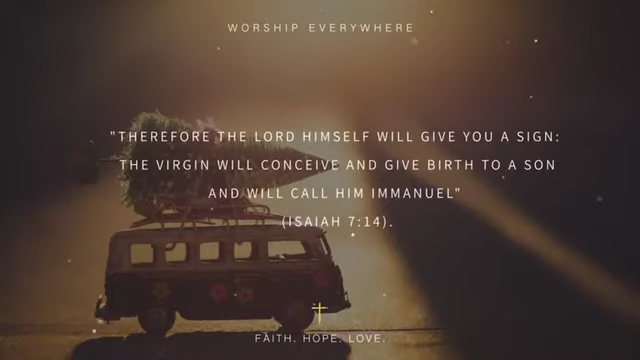 WORSHIP EVERYWHERE
"THEREFORE THE LORD HIMSELF WILL GIVE YOU A SIGN:
THE VIRGIN WILL CONCEIVE AND GIVE BIRTH TO A SON
AND WILL CALL HIM IMMANUEL"
(ISAIAH 7:14).
FAITH. HOPE. LOVE.